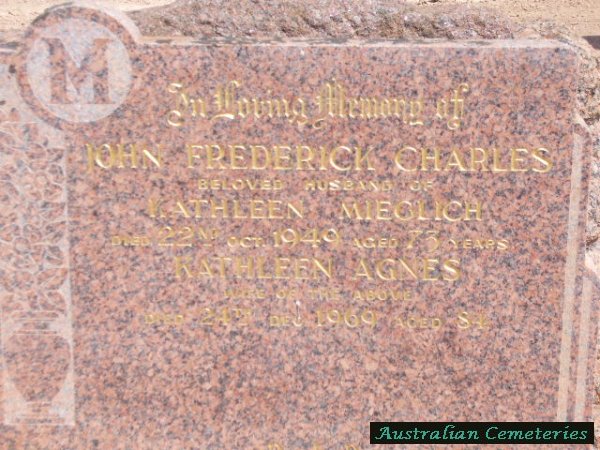 M
In Loving Memory of
JOHN FREDERICK CHARLES
BELOVED HUSBAND OF
KATHLEEN MIEGLICH
DIED 22ND OCT. 1949 AGED 73 YEARS
KATHLEEN AGNES
WIFE OF THE ABOVE
DIED 24TH DEC 1969 AGED 84
Australian Cemeteries